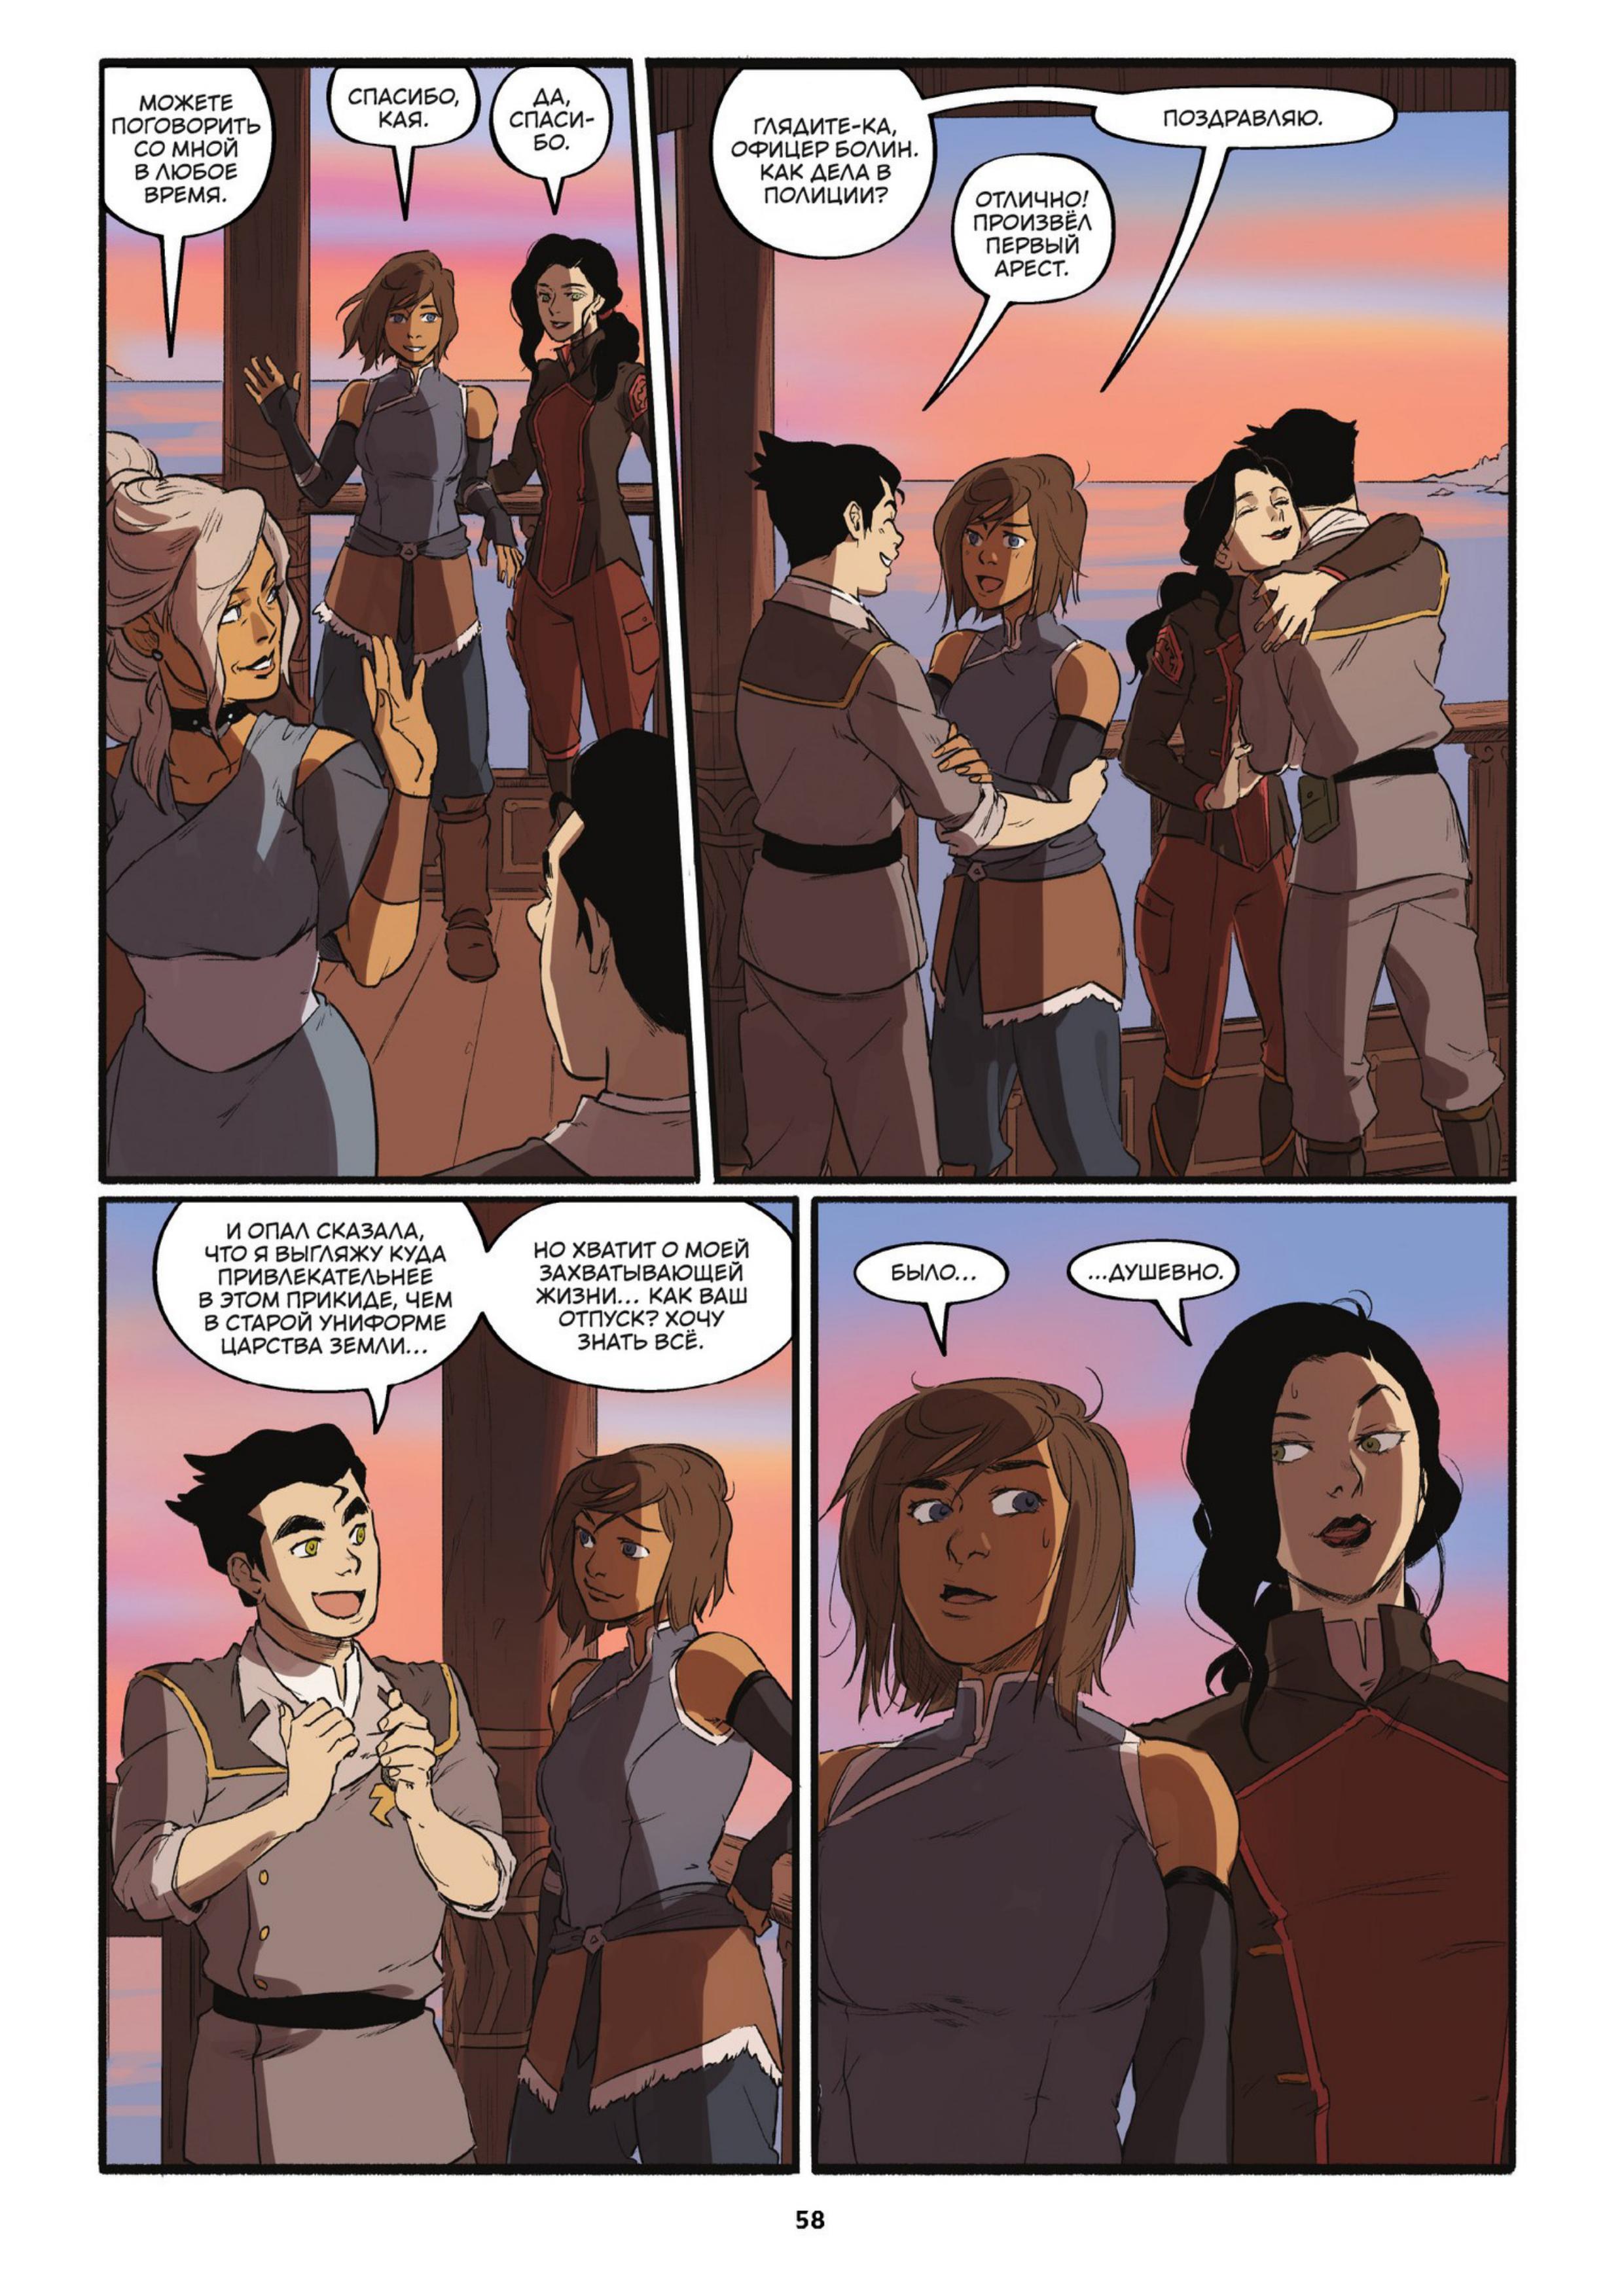 МОЖЕТЕ
ПОГОВОРИТЬ
СО МНОЙ
В ЛЮБОЕ
ВРЕМЯ.
СПАСИБО,
КАЯ.
ДА,
СПАСИ-
БО.
ГЛЯДИТЕ-КА,
ОФИЦЕР БОЛИН.
КАК ДЕЛА В
ПОЛИЦИИ?
ОТЛИЧНО!
ПРОИЗВЁЛ
ПЕРВЫЙ
АРЕСТ.
ПОЗДРАВЛЯЮ.
И ОПАЛ СКАЗАЛА,
ЧТО Я ВЫГЛЯЖУ КУДА
ПРИВЛЕКАТЕЛЬНЕЕ
В ЭТОМ ПРИКИДЕ, ЧЕМ
В СТАРОЙ УНИФОРМЕ
ЦАРСТВА ЗЕМЛИ...
НО ХВАТИТ О МОЕЙ
ЗАХВАТЫВАЮЩЕЙ
ЖИЗНИ... КАК ВАШ
ОТПУСК? ХОЧУ
ЗНАТЬ ВСЁ.
БЫЛО...
...ДУШЕВНО.
58